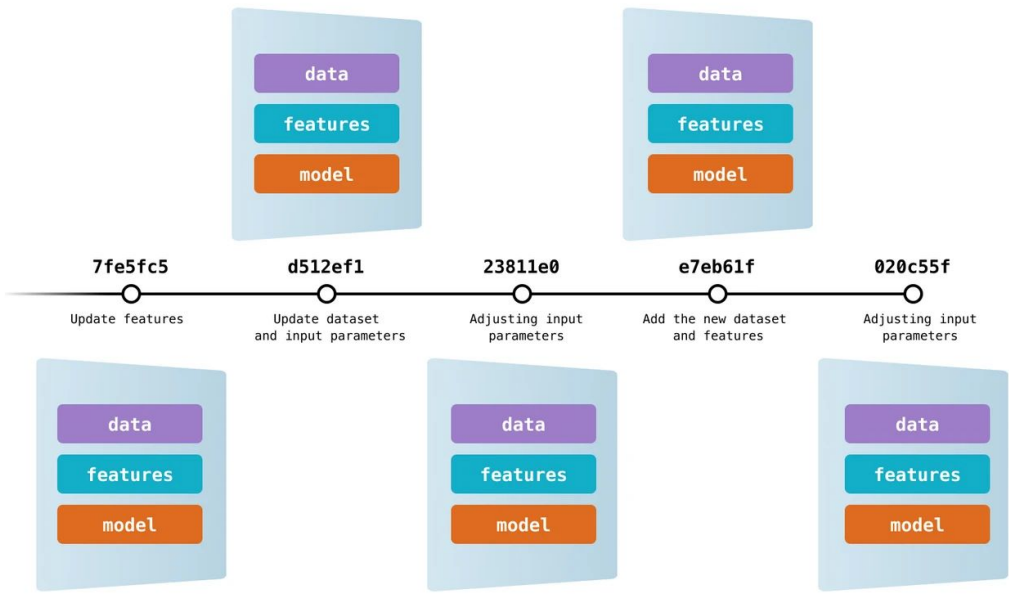 data
features
model
data
features
model
7fe5fc5
d512ef1
23811e0
e7eb61f
020c55f
Update features
Update dataset
and input parameters
Adjusting input
parameters
Add the new dataset
and features
Adjusting input
parameters
data
features
model
data
features
model
data
features
model